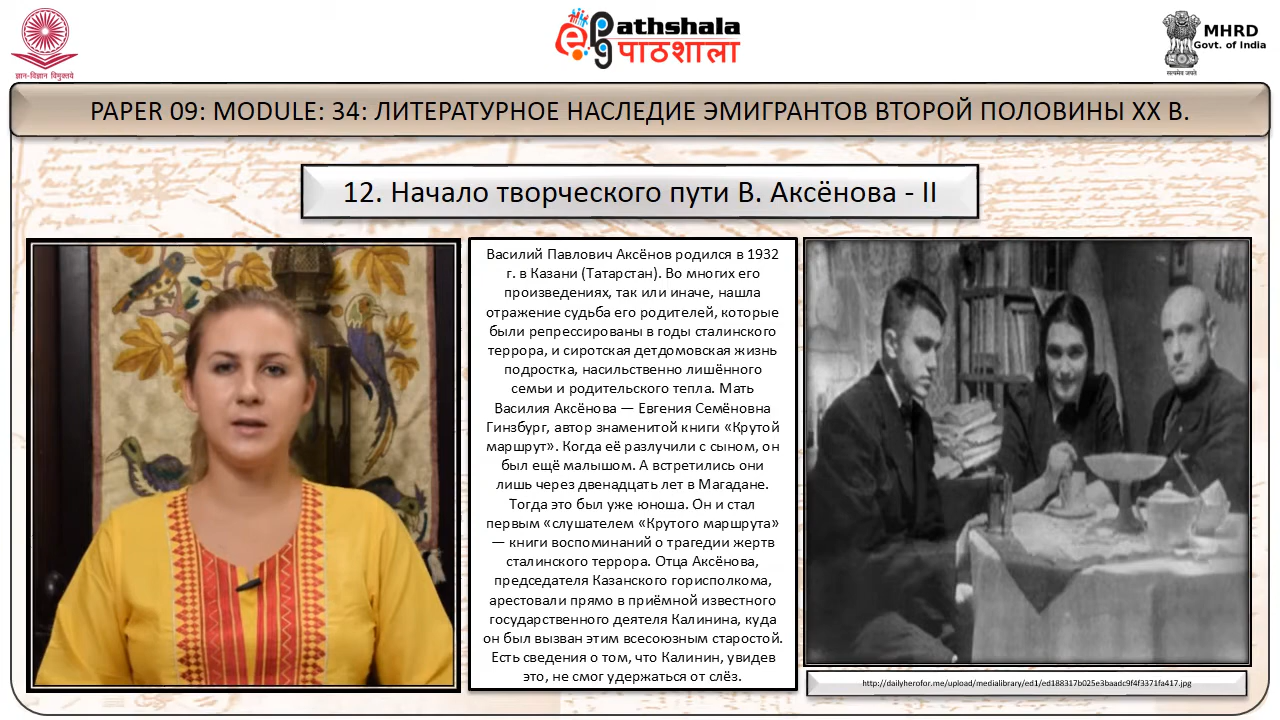 ज्ञान-विज्ञान विमुक्तये
ePathshala
पाठशाला
सत्यमेव जयते
MHRD
Govt. of India
PAPER 09: MODULE: 34: ЛИТЕРАТУРНОЕ НАСЛЕДИЕ ЭМИГРАНТОВ ВТОРОЙ ПОЛОВИНЫ XX В.
12. Начало творческого пути В. Аксёнова - II
Василий Павлович Аксёнов родился в 1932
г. в Казани (Татарстан). Во многих его
произведениях, так или иначе, нашла
отражение судьба его родителей, которые
были репрессированы в годы сталинского
террора, и сиротская детдомовская жизнь
подростка, насильственно лишённого
семьи и родительского тепла. Мать
Василия Аксёнова — Евгения Семёновна
Гинзбург, автор знаменитой книги «Крутой
маршрут». Когда её разлучили с сыном, он
был ещё малышом. А встретились они
лишь через двенадцать лет в Магадане.
Тогда это был уже юноша. Он и стал
первым «слушателем «Крутого маршрута»
— книги воспоминаний о трагедии жертв
сталинского террора. Отца Аксёнова,
председателя Казанского горисполкома,
арестовали прямо в приёмной известного
государственного деятеля Калинина, куда
он был вызван этим всесоюзным старостой.
Есть сведения о том, что Калинин, увидев
это, не смог удержаться от слёз.
http://dailyherofor.me/upload/medialibrary/ed1/ed188317b025e3baadc9f4f3371fa417.jpg